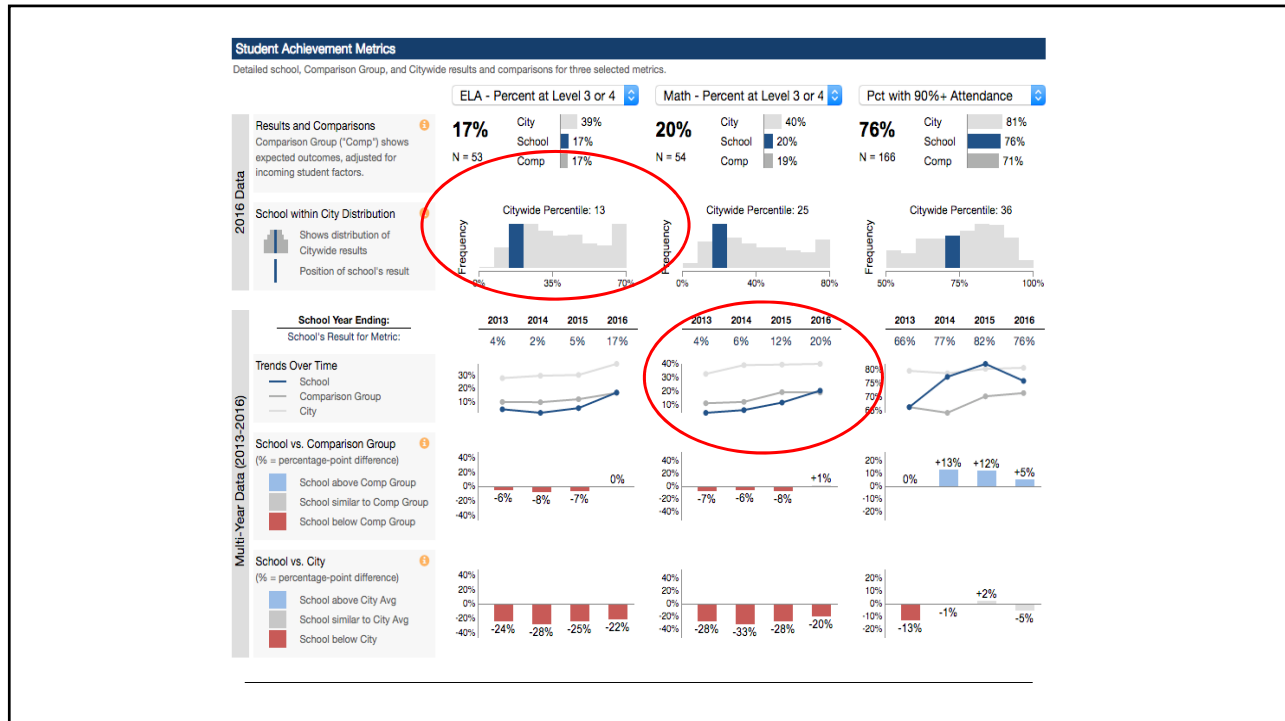 Student Achievement Metrics
Detailed school, Comparison Group, and Citywide results and comparisons for three selected metrics.
ELA - Percent at Level 3 or 4
Math - Percent at Level 3 or 4
Pct with 90%+ Attendance
2016 Data
Results and Comparisons
Comparison Group ("Comp") shows
expected outcomes, adjusted for
incoming student factors.
17%
N = 53
City 39%
School 17%
Comp 17%
20%
N = 54
City 40%
School 20%
Comp 19%
76%
N = 166
City 81%
School 76%
Comp 71%
School within City Distribution
Shows distribution of
Citywide results
Position of school's result
Citywide Percentile: 13
Frequency
0% 35% 70%
Citywide Percentile: 25
Frequency
0% 40% 80%
Citywide Percentile: 36
Frequency
50% 75% 100%
Multi-Year Data (2013-2016)
School Year Ending:
School's Result for Metric:
2013 2014 2015 2016
4% 2% 5% 17%
2013 2014 2015 2016
4% 6% 12% 20%
2013 2014 2015 2016
66% 77% 82% 76%
Trends Over Time
School
Comparison Group
City
30%
20%
10%
40%
30%
20%
10%
80%
75%
70%
65%
School vs. Comparison Group
(% = percentage-point difference)
School above Comp Group
School similar to Comp Group
School below Comp Group
40%
20%
0%
-20%
-40%
-6% -8% -7% 0%
40%
20%
0%
-20%
-40%
-7% -6% -8% +1%
20%
10%
0%
-10%
-20%
0% +13% +12% +5%
School vs. City
(% = percentage-point difference)
School above City Avg
School similar to City Avg
School below City
40%
20%
0%
-20%
-40%
-24% -28% -25% -22%
40%
20%
0%
-20%
-40%
-28% -33% -28% -20%
20%
10%
0%
-10%
-20%
-13% -1% +2% -5%